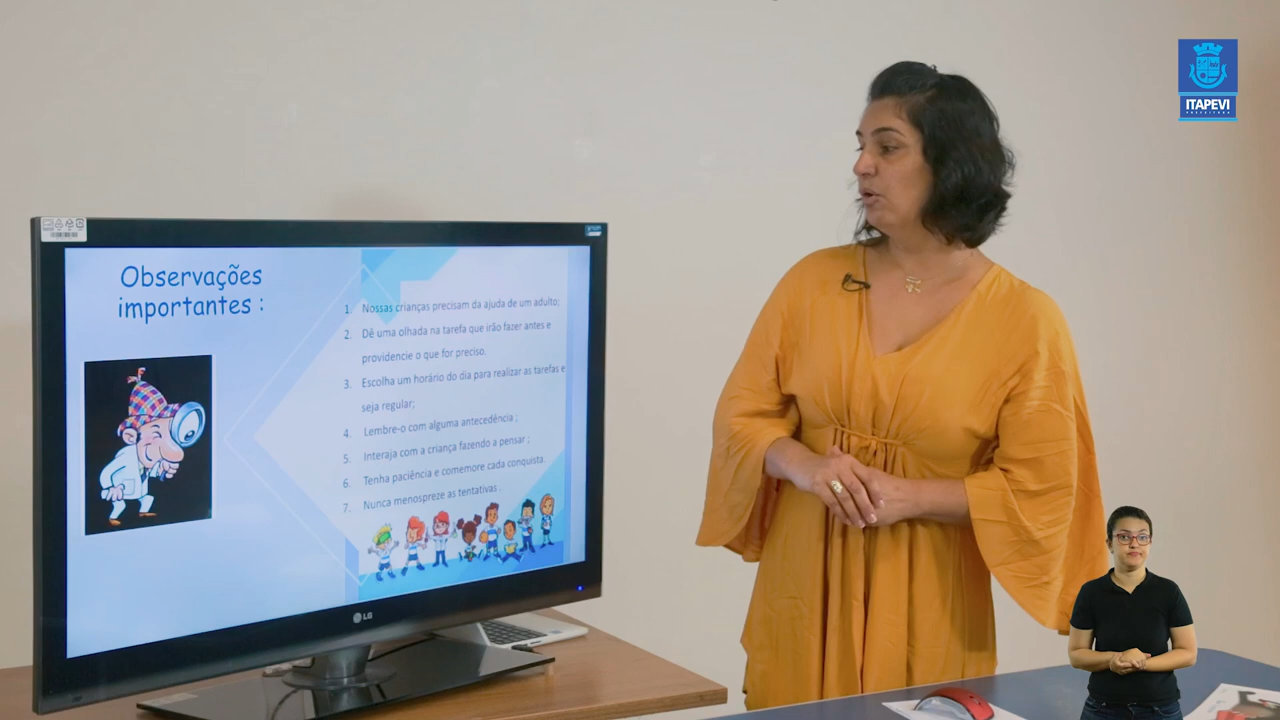 ITAPEVI
PREFEITURA
Observações
importantes :
1. Nossas crianças precisam da ajuda de um adulto;
2. Dê uma olhada na tarefa que irão fazer antes e
providencie o que for preciso.
3. Escolha um horário do dia para realizar as tarefas e
seja regular;
4. Lembre-o com alguma antecedência ;
5. Interaja com a criança fazendo a pensar ;
6. Tenha paciência e comemore cada conquista.
7. Nunca menospreze as tentativas .
LG